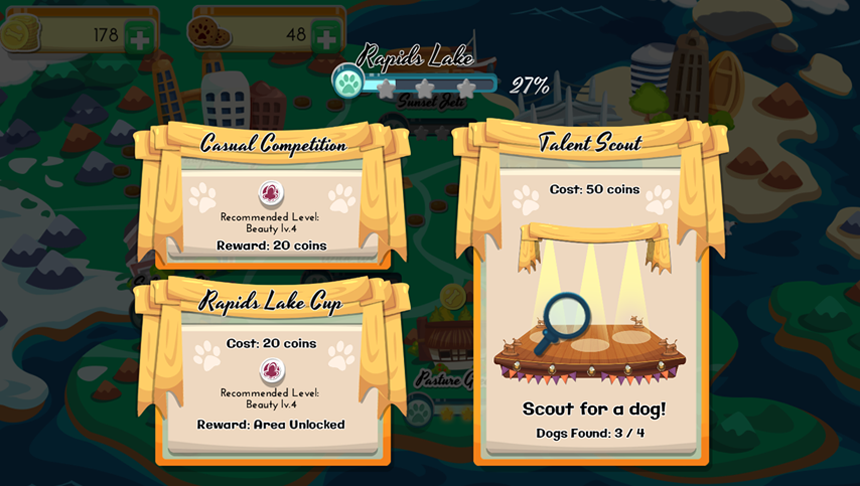 178
48
Rapids Lake
27%
Sunset Jeti
Casual Competition
Recommended Level:
Beauty lv.4
Reward: 20 coins
Rapids Lake Cup
Cost: 20 coins
Recommended Level:
Beauty lv.4
Reward: Area Unlocked
Talent Scout
Cost: 50 coins
Scout for a dog!
Dogs Found: 3 / 4
Pasture